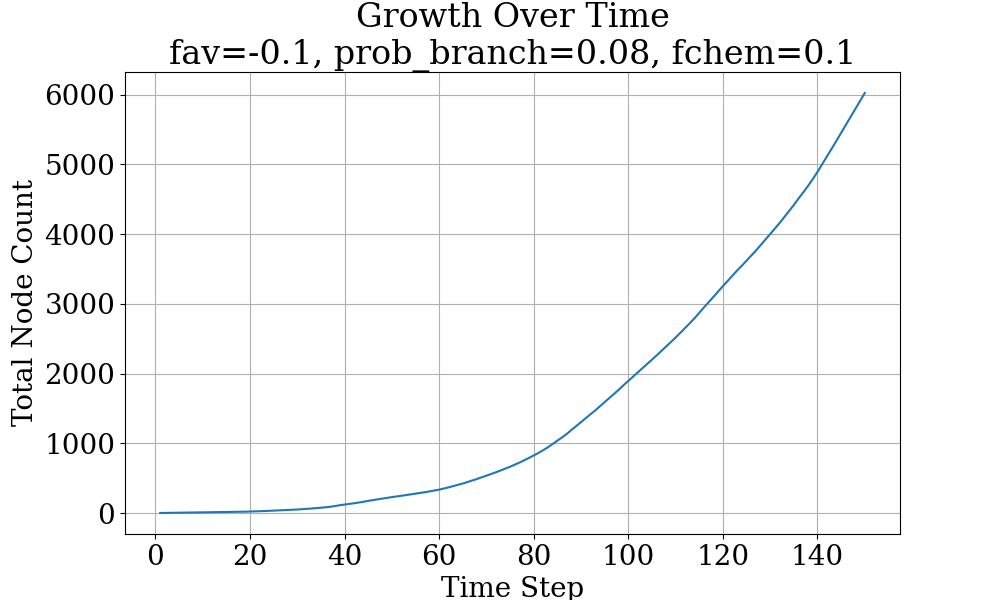 Growth Over Time
fav=-0.1, prob_branch=0.08, fchem=0.1
Total Node Count
6000
5000
4000
3000
2000
1000
0
0 20 40 60 80 100 120 140
Time Step